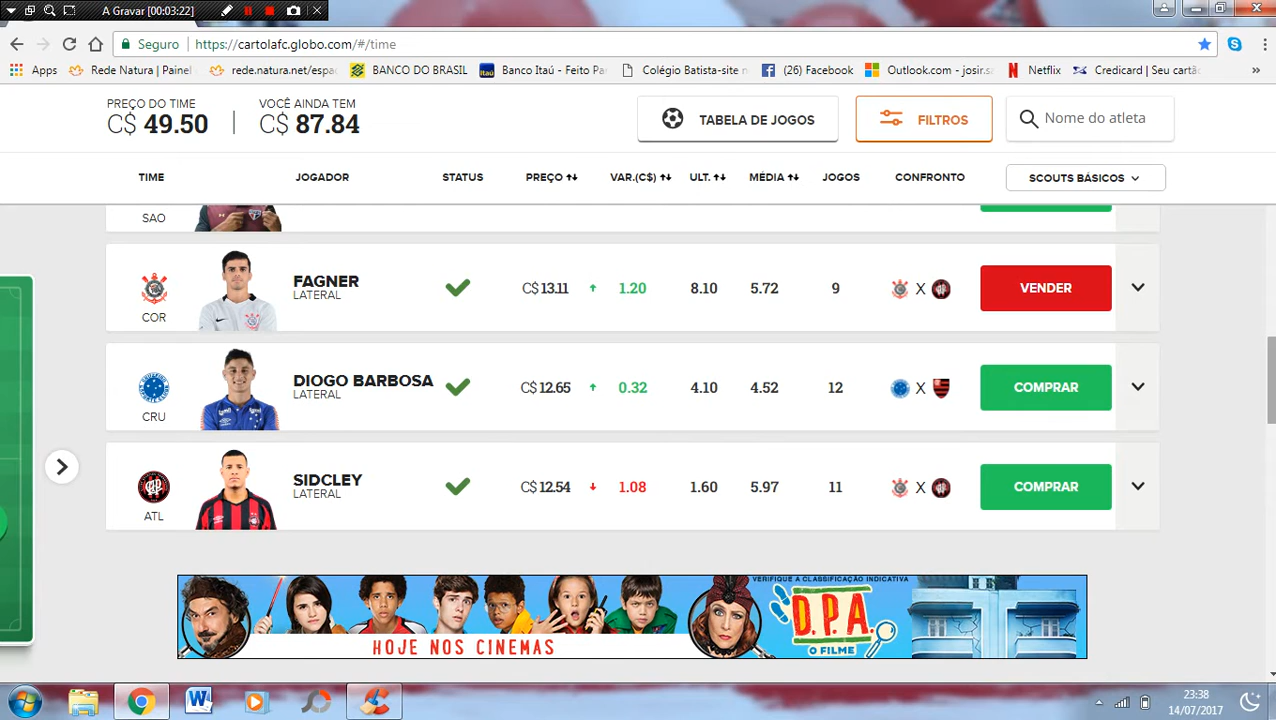 A Gravar [00:03:22]
Seguro https://cartolafc.globo.com/#/time
Apps Rede Natura | Painel rede.natura.net/espa BANCO DO BRASIL Banco Itaú - Feito Pa Colégio Batista-site n (26) Facebook Outlook.com - josir.s Netflix Credicard | Seu cartã »
PREÇO DO TIME VOCÊ AINDA TEM
C$ 49.50 C$ 87.84 TABELA DE JOGOS FILTROS Nome do atleta
TIME JOGADOR STATUS PREÇO VAR.(C$) ULT. MÉDIA JOGOS CONFRONTO SCOUTS BÁSICOS
SAO
FAGNER
LATERAL
COR C$ 13.11 1.20 8.10 5.72 9 X VENDER
DIOGO BARBOSA
LATERAL
CRU C$ 12.65 0.32 4.10 4.52 12 X COMPRAR
SIDCLEY
LATERAL
ATL C$ 12.54 1.08 1.60 5.97 11 X COMPRAR
VERIFIQUE A CLASSIFICAÇÃO INDICATIVA
D.P.A.
O FILME
HOJE NOS CINEMAS
23:38
14/07/2017